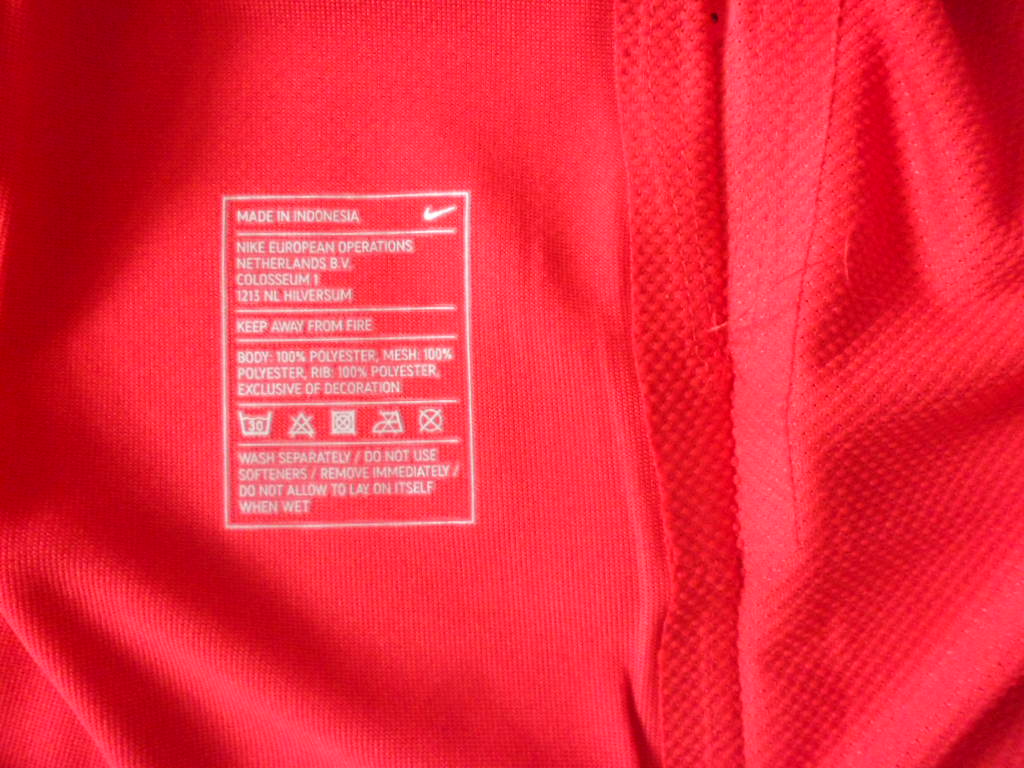 MADE IN INDONESIA
NIKE EUROPEAN OPERATIONS
NETHERLANDS B.V.
COLOSSEUM 1
1213 NL HILVERSUM
KEEP AWAY FROM FIRE
BODY: 100% POLYESTER, MESH: 100%
POLYESTER, RIB: 100% POLYESTER,
EXCLUSIVE OF DECORATION
30
WASH SEPARATELY / DO NOT USE
SOFTENERS / REMOVE IMMEDIATELY /
DO NOT ALLOW TO LAY ON ITSELF
WHEN WET